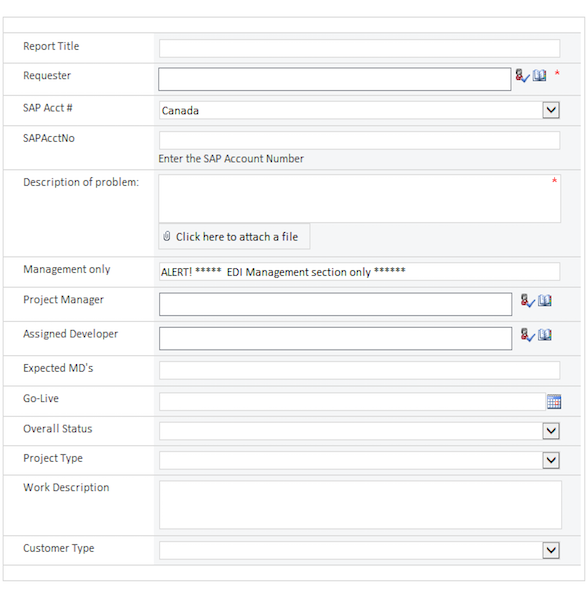 Report Title
Requester *
SAP Acct # Canada
SAPAcctNo
Enter the SAP Account Number
Description of problem: *
Click here to attach a file
Management only ALERT! ***** EDI Management section only ******
Project Manager
Assigned Developer
Expected MD's
Go-Live
Overall Status
Project Type
Work Description
Customer Type